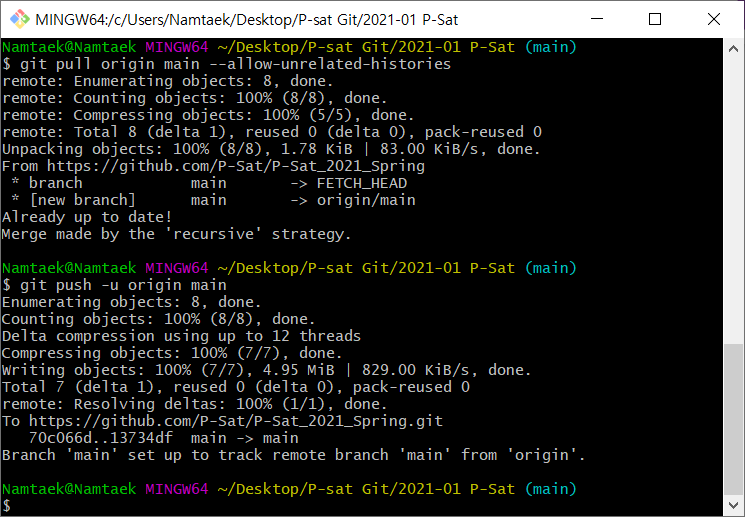 MINGW64:/c/Users/Namtaek/Desktop/P-sat Git/2021-01 P-Sat
Namtaek@Namtaek MINGW64 ~/Desktop/P-sat Git/2021-01 P-Sat (main)
$ git pull origin main --allow-unrelated-histories
remote: Enumerating objects: 8, done.
remote: Counting objects: 100% (8/8), done.
remote: Compressing objects: 100% (5/5), done.
remote: Total 8 (delta 1), reused 0 (delta 0), pack-reused 0
Unpacking objects: 100% (8/8), 1.78 KiB | 83.00 KiB/s, done.
From https://github.com/P-Sat/P-Sat_2021_Spring
 * branch            main       -> FETCH_HEAD
 * [new branch]      main       -> origin/main
Already up to date!
Merge made by the 'recursive' strategy.
Namtaek@Namtaek MINGW64 ~/Desktop/P-sat Git/2021-01 P-Sat (main)
$ git push -u origin main
Enumerating objects: 8, done.
Counting objects: 100% (8/8), done.
Delta compression using up to 12 threads
Compressing objects: 100% (7/7), done.
Writing objects: 100% (7/7), 4.95 MiB | 829.00 KiB/s, done.
Total 7 (delta 1), reused 0 (delta 0), pack-reused 0
remote: Resolving deltas: 100% (1/1), done.
To https://github.com/P-Sat/P-Sat_2021_Spring.git
   70c066d..13734df  main -> main
Branch 'main' set up to track remote branch 'main' from 'origin'.
Namtaek@Namtaek MINGW64 ~/Desktop/P-sat Git/2021-01 P-Sat (main)
$